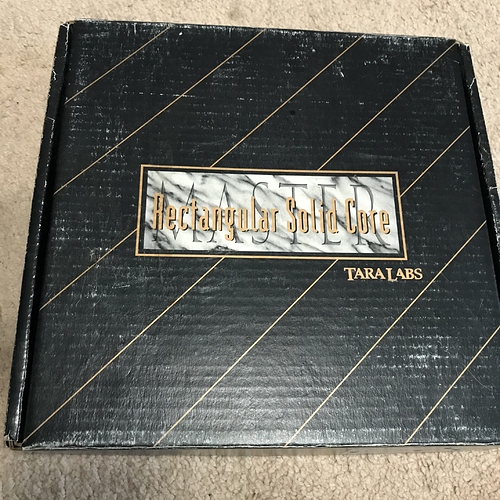 MASTER
Rectangular Solid Core
TARA LABS